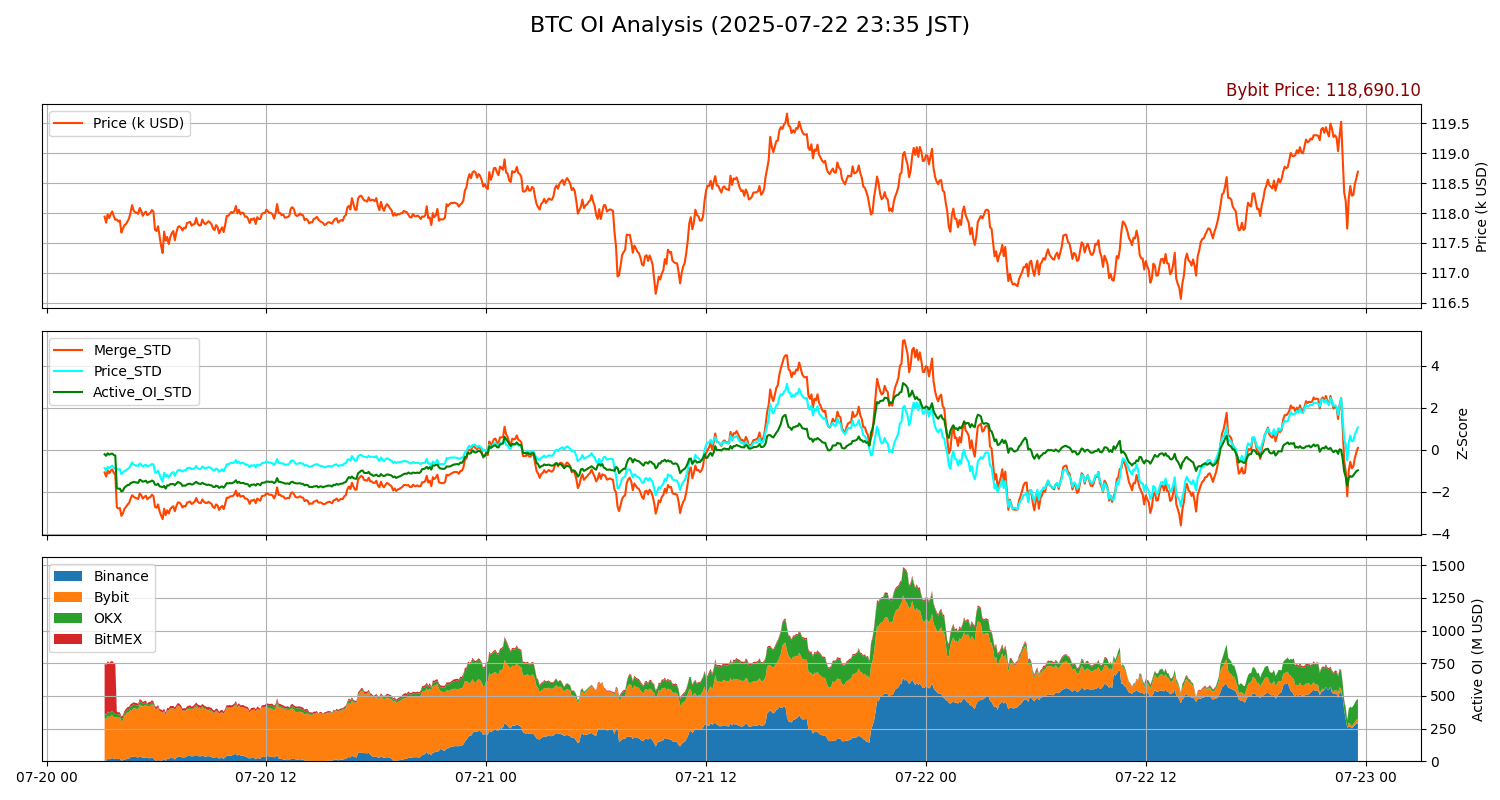 BTC OI Analysis (2025-07-22 23:35 JST)
Bybit Price: 118,690.10
Price (k USD)
119.5
119.0
118.5
118.0
117.5
117.0
116.5
Price (k USD)
Merge_STD
Price_STD
Active_OI_STD
4
2
0
−2
−4
Z-Score
Binance
Bybit
OKX
BitMEX
1500
1250
1000
750
500
250
0
Active OI (M USD)
07-20 00
07-20 12
07-21 00
07-21 12
07-22 00
07-22 12
07-23 00